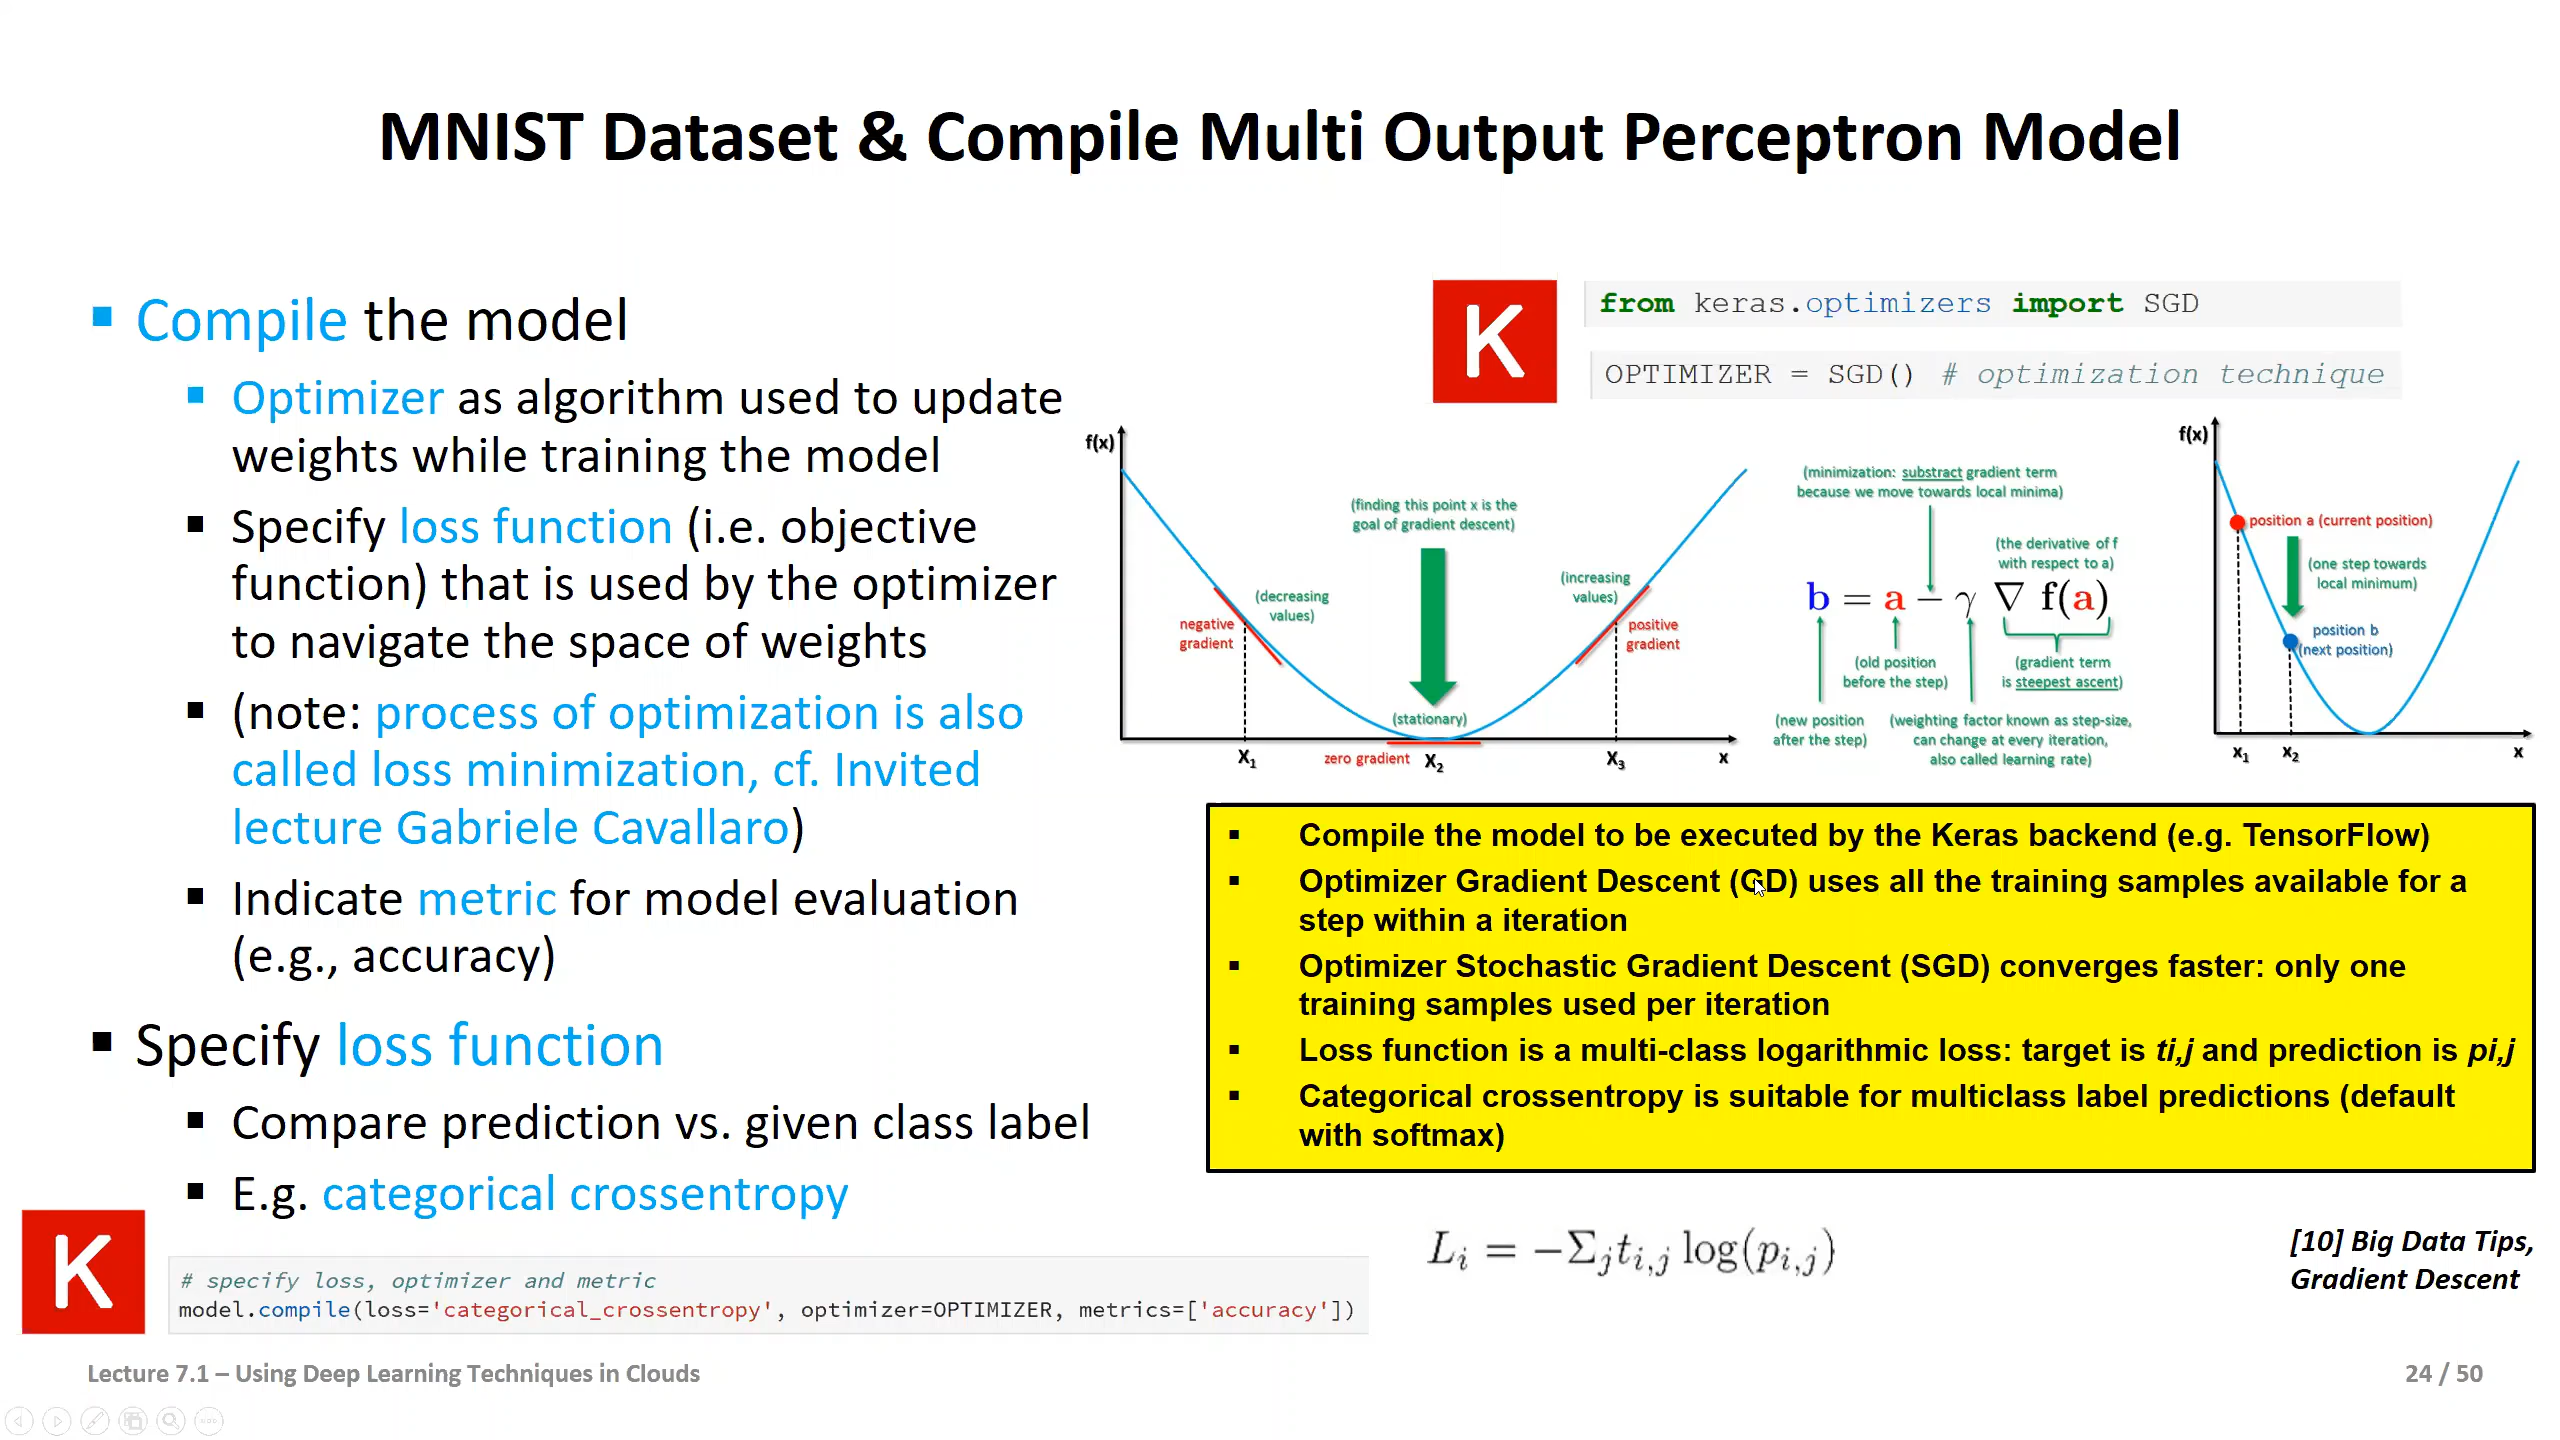 MNIST Dataset & Compile Multi Output Perceptron Model
▪ Compile the model
▪ Optimizer as algorithm used to update
weights while training the model
▪ Specify loss function (i.e. objective
function) that is used by the optimizer
to navigate the space of weights
▪ (note: process of optimization is also
called loss minimization, cf. Invited
lecture Gabriele Cavallaro)
▪ Indicate metric for model evaluation
(e.g., accuracy)
▪ Specify loss function
▪ Compare prediction vs. given class label
▪ E.g. categorical crossentropy
K
# specify loss, optimizer and metric
model.compile(loss='categorical_crossentropy', optimizer=OPTIMIZER, metrics=['accuracy'])
K
from keras.optimizers import SGD
OPTIMIZER = SGD() # optimization technique
f(x)
(finding this point x is the
goal of gradient descent)
(decreasing
values)
negative
gradient
(increasing
values)
positive
gradient
(stationary)
zero gradient
X₁
X₂
X₃
x
(minimization: substract gradient term
because we move towards local minima)
(the derivative of f
with respect to a)
b = a − γ ∇ f(a)
(old position
before the step)
(gradient term
is steepest ascent)
(new position
after the step)
(weighting factor known as step-size,
can change at every iteration,
also called learning rate)
f(x)
position a (current position)
(one step towards
local minimum)
position b
(next position)
x₁
x₂
x
▪ Compile the model to be executed by the Keras backend (e.g. TensorFlow)
▪ Optimizer Gradient Descent (GD) uses all the training samples available for a
step within a iteration
▪ Optimizer Stochastic Gradient Descent (SGD) converges faster: only one
training samples used per iteration
▪ Loss function is a multi-class logarithmic loss: target is ti,j and prediction is pi,j
▪ Categorical crossentropy is suitable for multiclass label predictions (default
with softmax)
L_i = −Σ_j t_{i,j} log(p_{i,j})
[10] Big Data Tips,
Gradient Descent
Lecture 7.1 – Using Deep Learning Techniques in Clouds
24 / 50